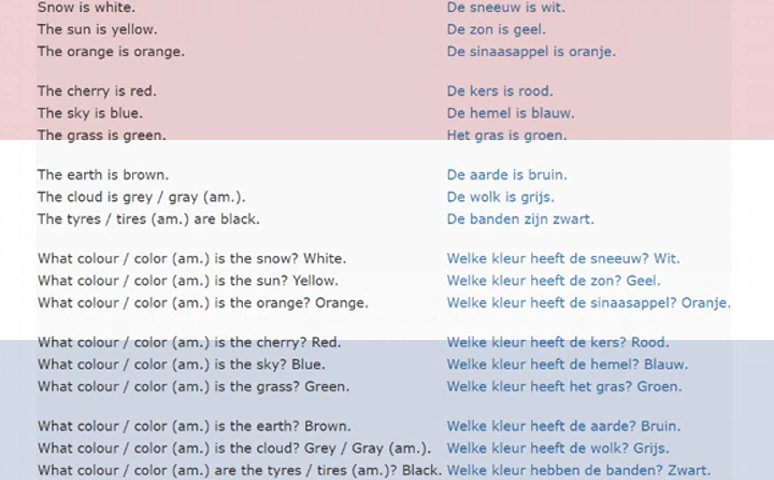 Snow is white. De sneeuw is wit.
The sun is yellow. De zon is geel.
The orange is orange. De sinaasappel is oranje.
The cherry is red. De kers is rood.
The sky is blue. De hemel is blauw.
The grass is green. Het gras is groen.
The earth is brown. De aarde is bruin.
The cloud is grey / gray (am.). De wolk is grijs.
The tyres / tires (am.) are black. De banden zijn zwart.
What colour / color (am.) is the snow? White. Welke kleur heeft de sneeuw? Wit.
What colour / color (am.) is the sun? Yellow. Welke kleur heeft de zon? Geel.
What colour / color (am.) is the orange? Orange. Welke kleur heeft de sinaasappel? Oranje.
What colour / color (am.) is the cherry? Red. Welke kleur heeft de kers? Rood.
What colour / color (am.) is the sky? Blue. Welke kleur heeft de hemel? Blauw.
What colour / color (am.) is the grass? Green. Welke kleur heeft het gras? Groen.
What colour / color (am.) is the earth? Brown. Welke kleur heeft de aarde? Bruin.
What colour / color (am.) is the cloud? Grey / Gray (am.). Welke kleur heeft de wolk? Grijs.
What colour / color (am.) are the tyres / tires (am.)? Black. Welke kleur hebben de banden? Zwart.